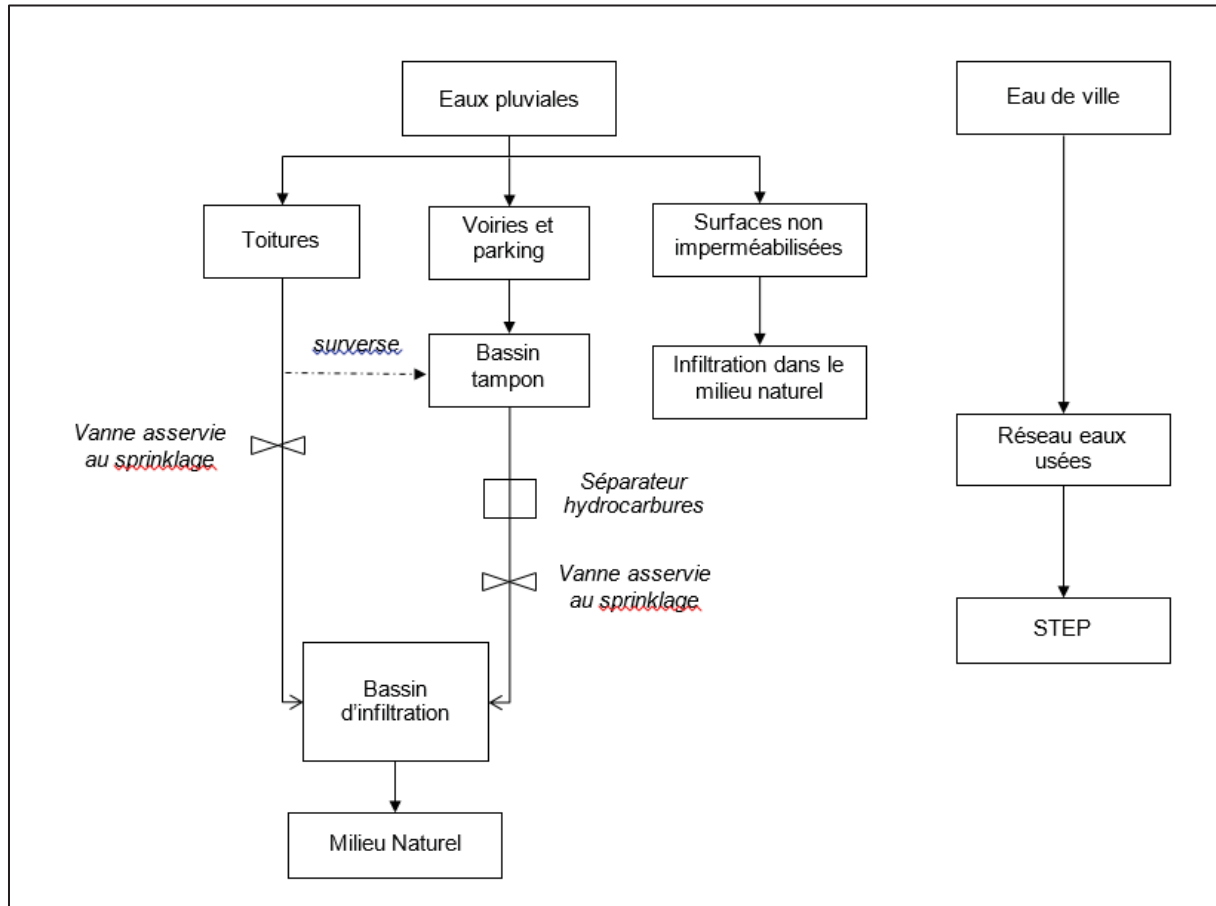 Eaux pluviales
Eau de ville
Toitures
Voiries et
parking
Surfaces non
imperméabilisées
surverse
Bassin
tampon
Infiltration dans le
milieu naturel
Vanne asservie
au sprinklage
Réseau eaux
usées
Séparateur
hydrocarbures
Vanne asservie
au sprinklage
STEP
Bassin
d'infiltration
Milieu Naturel